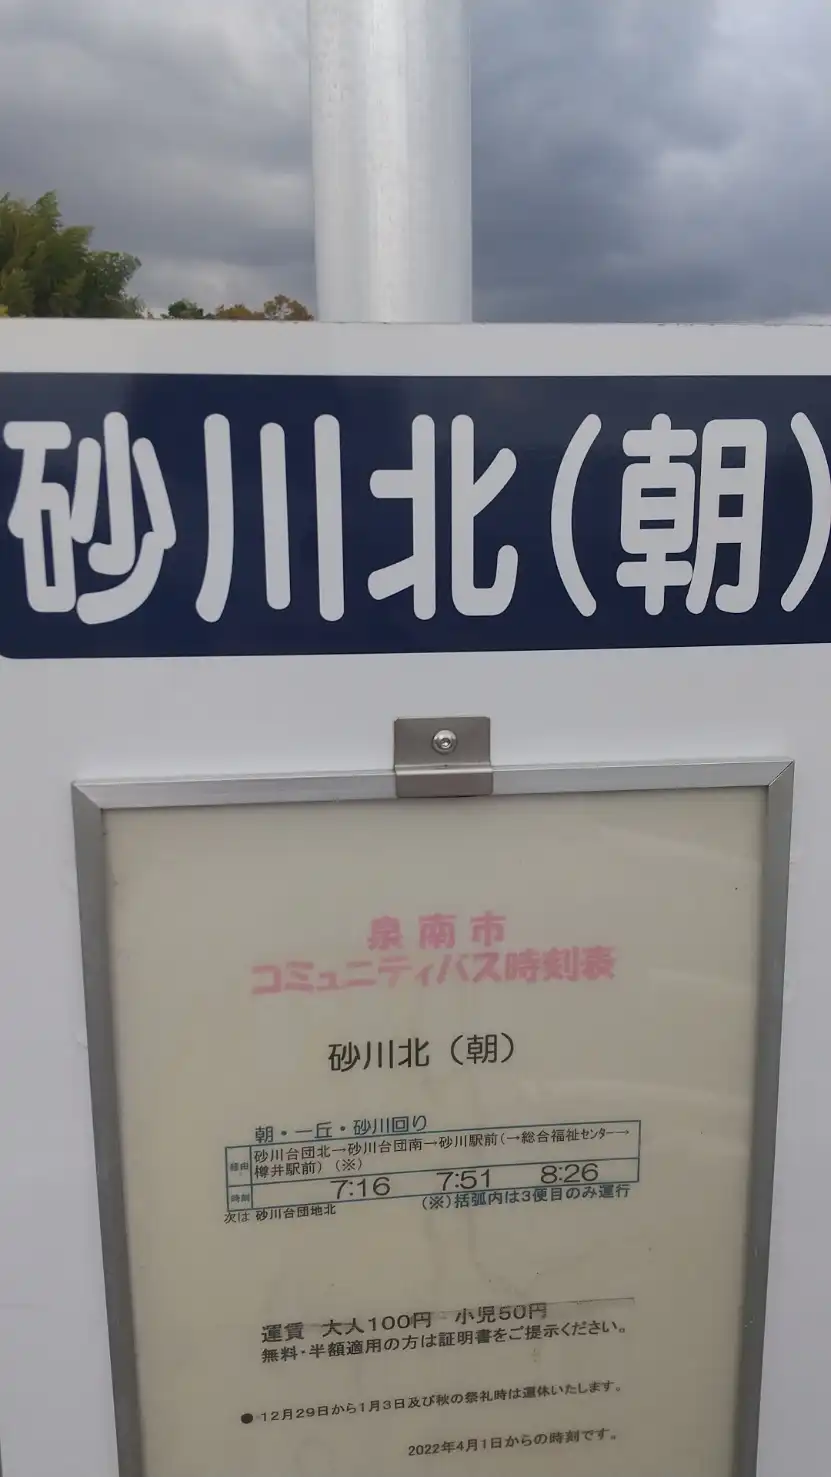 砂川北(朝)
泉南市
コミュニティバス時刻表
砂川北（朝）
朝・一丘・砂川回り
経由 砂川台団北→砂川台団南→砂川駅前(→総合福祉センター→
樽井駅前）（※）
時刻 7:16 7:51 8:26
次は 砂川台団地北 （※）括弧内は3便目のみ運行
運賃 大人100円 小児50円
無料・半額適用の方は証明書をご提示ください。
●12月29日から1月3日及び秋の祭礼時は運休いたします。
2022年4月1日からの時刻です。